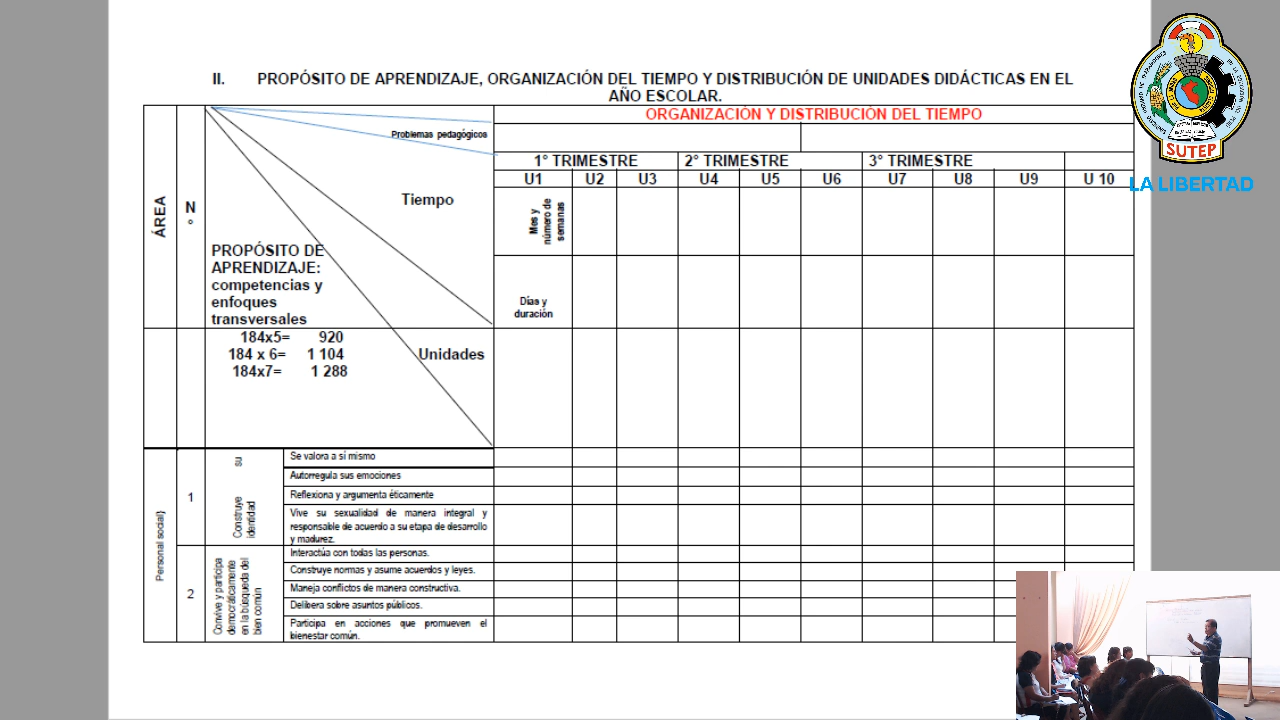 II. PROPÓSITO DE APRENDIZAJE, ORGANIZACIÓN DEL TIEMPO Y DISTRIBUCIÓN DE UNIDADES DIDÁCTICAS EN EL
AÑO ESCOLAR.
ORGANIZACIÓN Y DISTRIBUCIÓN DEL TIEMPO
Problemas pedagógicos
1° TRIMESTRE 2° TRIMESTRE 3° TRIMESTRE
U1 U2 U3 U4 U5 U6 U7 U8 U9 U 10
ÁREA
N
°
Tiempo
Mes y
número de
semanas
PROPÓSITO DE
APRENDIZAJE:
competencias y
enfoques
transversales
Días y
duración
184x5= 920
184 x 6= 1 104
184x7= 1 288
Unidades
Personal social}
1
Construye su
identidad
Se valora a sí mismo
Autorregula sus emociones
Reflexiona y argumenta éticamente
Vive su sexualidad de manera integral y
responsable de acuerdo a su etapa de desarrollo
y madurez.
2
Convive y participa
democráticamente
en la búsqueda del
bien común
Interactúa con todas las personas.
Construye normas y asume acuerdos y leyes.
Maneja conflictos de manera constructiva.
Delibera sobre asuntos públicos.
Participa en acciones que promueven el
bienestar común.
SUTEP
LA LIBERTAD